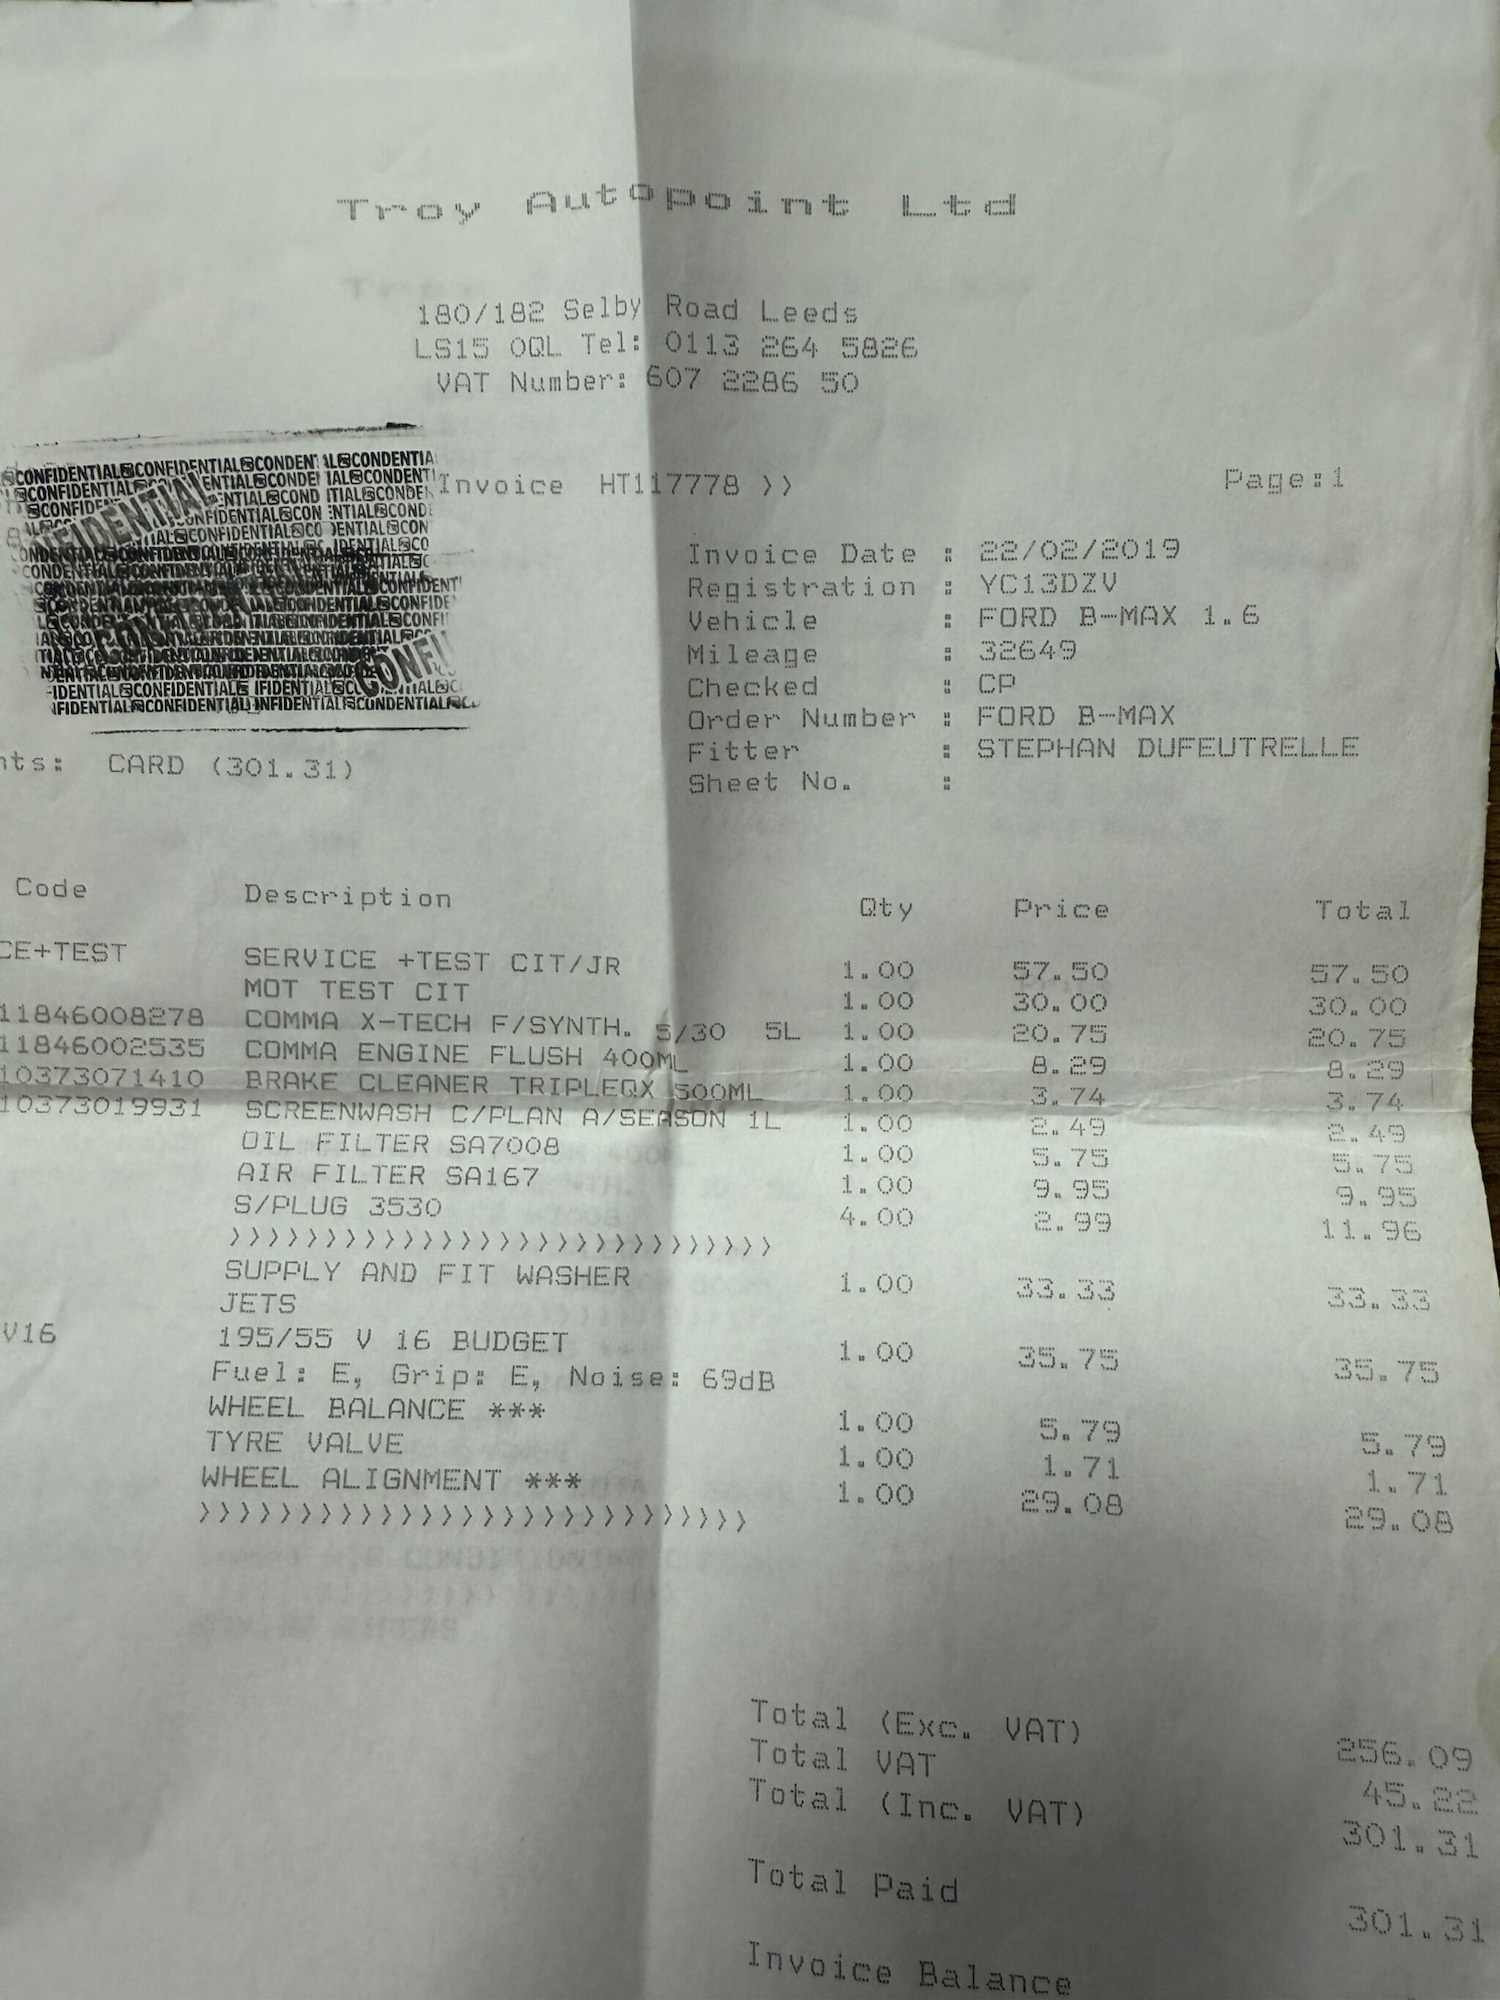 Troy Autopoint Ltd
180/182 Selby Road Leeds
LS15 0QL Tel: 0113 264 5826
VAT Number: 607 2286 50
Invoice HT117778 >> Page:1
Invoice Date : 22/02/2019
Registration : YC13DZV
Vehicle : FORD B-MAX 1.6
Mileage : 32649
Checked : CP
Order Number : FORD B-MAX
Fitter : STEPHAN DUFEUTRELLE
Sheet No. :
CONFIDENTIAL CONFIDENTIAL
nts: CARD (301.31)
Code Description Qty Price Total
CE+TEST SERVICE +TEST CIT/JR 1.00 57.50 57.50
MOT TEST CIT 1.00 30.00 30.00
11846008278 COMMA X-TECH F/SYNTH. 5/30 5L 1.00 20.75 20.75
11846002535 COMMA ENGINE FLUSH 400ML 1.00 8.29 8.29
10373071410 BRAKE CLEANER TRIPLEQX 500ML 1.00 3.74 3.74
10373019931 SCREENWASH C/PLAN A/SEASON 1L 1.00 2.49 2.49
OIL FILTER SA7008 1.00 5.75 5.75
AIR FILTER SA167 1.00 9.95 9.95
S/PLUG 3530 4.00 2.99 11.96
>>>>>>>>>>>>>>>>>>>>>>>>>>>>>>>>>
SUPPLY AND FIT WASHER 1.00 33.33 33.33
JETS
V16 195/55 V 16 BUDGET 1.00 35.75 35.75
Fuel: E, Grip: E, Noise: 69dB
WHEEL BALANCE *** 1.00 5.79 5.79
TYRE VALVE 1.00 1.71 1.71
WHEEL ALIGNMENT *** 1.00 29.08 29.08
>>>>>>>>>>>>>>>>>>>>>>>>>>>>>>>>>
Total (Exc. VAT) 256.09
Total VAT 45.22
Total (Inc. VAT) 301.31
Total Paid 301.31
Invoice Balance